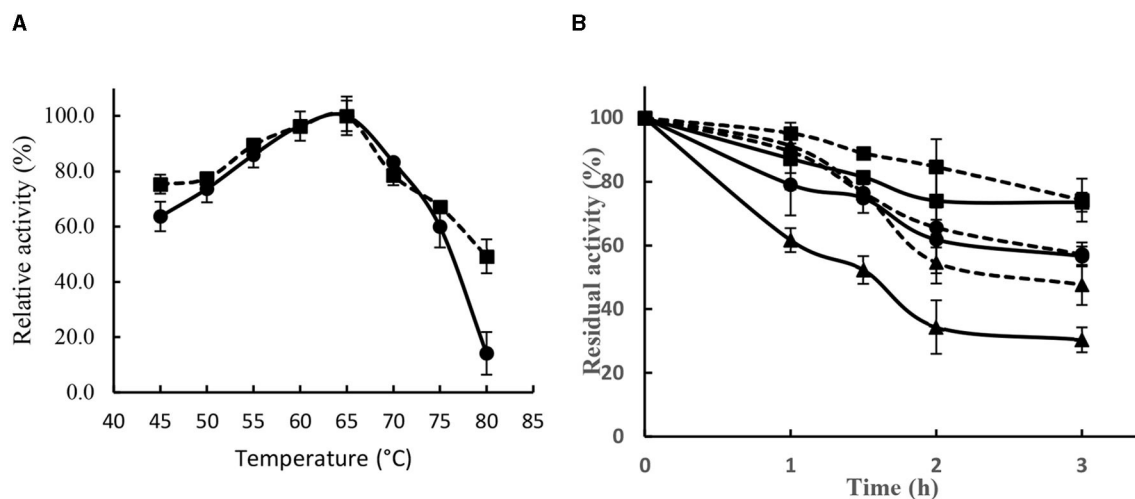 A
B
Relative activity (%)
100.0
80.0
60.0
40.0
20.0
0.0
40 45 50 55 60 65 70 75 80 85
Temperature (°C)
Residual activity (%)
100
80
60
40
20
0
0 1 2 3
Time (h)